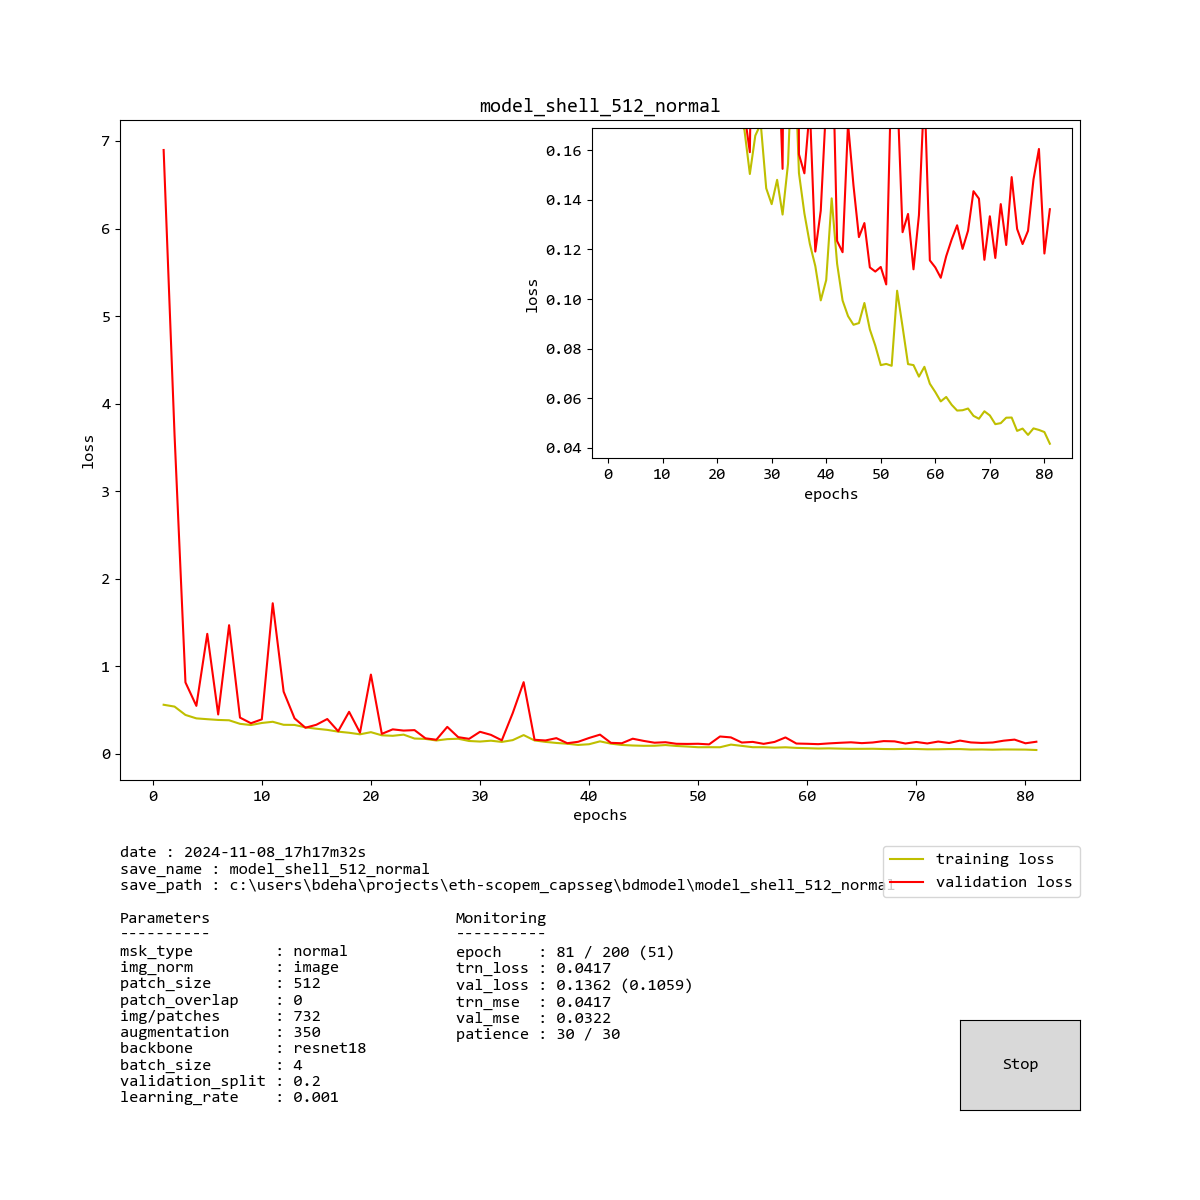 model_shell_512_normal
7
6
5
4
3
2
1
0
loss
0 10 20 30 40 50 60 70 80
epochs
0.16
0.14
0.12
0.10
0.08
0.06
0.04
loss
0 10 20 30 40 50 60 70 80
epochs
training loss
validation loss
date : 2024-11-08_17h17m32s
save_name : model_shell_512_normal
save_path : c:\users\bdeha\projects\eth-scopem_capsseg\bdmodel\model_shell_512_normal
Parameters
----------
msk_type : normal
img_norm : image
patch_size : 512
patch_overlap : 0
img/patches : 732
augmentation : 350
backbone : resnet18
batch_size : 4
validation_split : 0.2
learning_rate : 0.001
Monitoring
----------
epoch : 81 / 200 (51)
trn_loss : 0.0417
val_loss : 0.1362 (0.1059)
trn_mse : 0.0417
val_mse : 0.0322
patience : 30 / 30
Stop